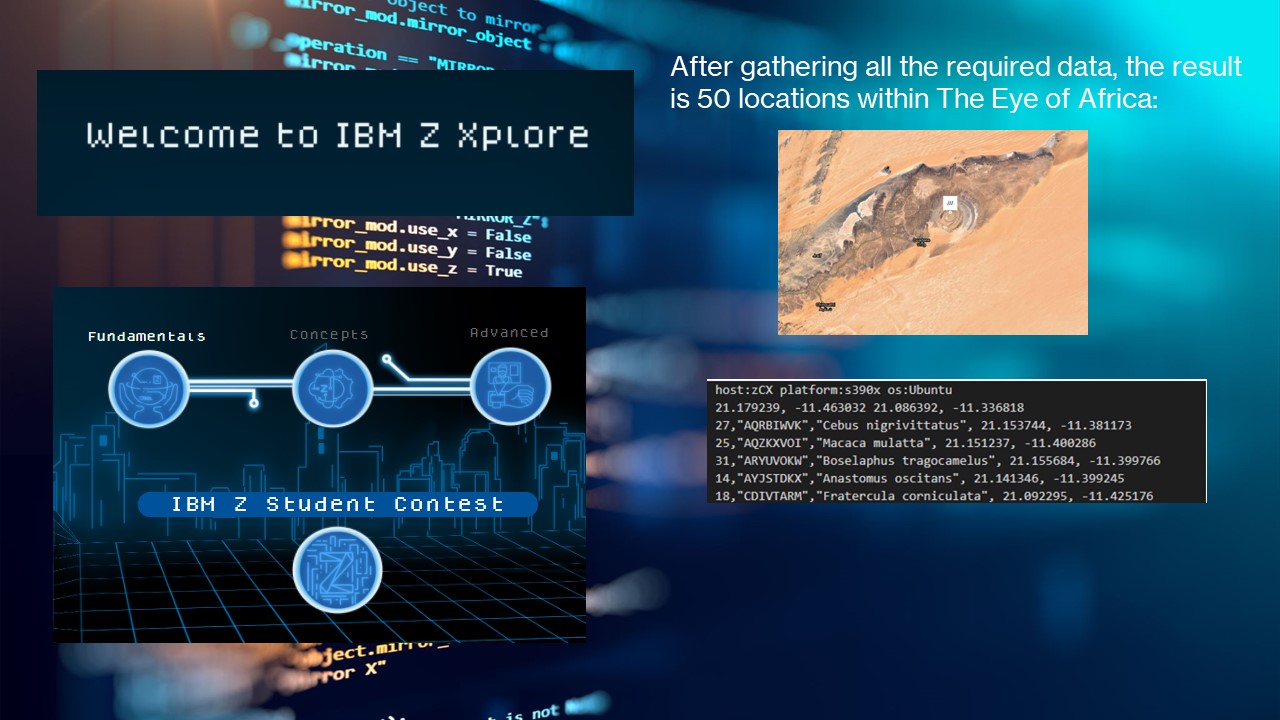 object to mirror
mirror_mod.mirror_object
operation == "MIRROR
Welcome to IBM Z Xplore
"MIRROR_Z":
mirror_mod.use_x = False
mirror_mod.use_y = False
mirror_mod.use_z = True
Fundamentals
Concepts
Advanced
IBM Z Student Contest
Z
object.mirror_
mirror X"
is not
After gathering all the required data, the result
is 50 locations within The Eye of Africa:
host:zCX platform:s390x os:Ubuntu
21.179239, -11.463032 21.086392, -11.336818
27,"AQRBIWVK","Cebus nigrivittatus", 21.153744, -11.381173
25,"AQZKXVOI","Macaca mulatta", 21.151237, -11.400286
31,"ARYUVOKW","Boselaphus tragocamelus", 21.155684, -11.399766
14,"AYJSTDKX","Anastomus oscitans", 21.141346, -11.399245
18,"CDIVTARM","Fratercula corniculata", 21.092295, -11.425176